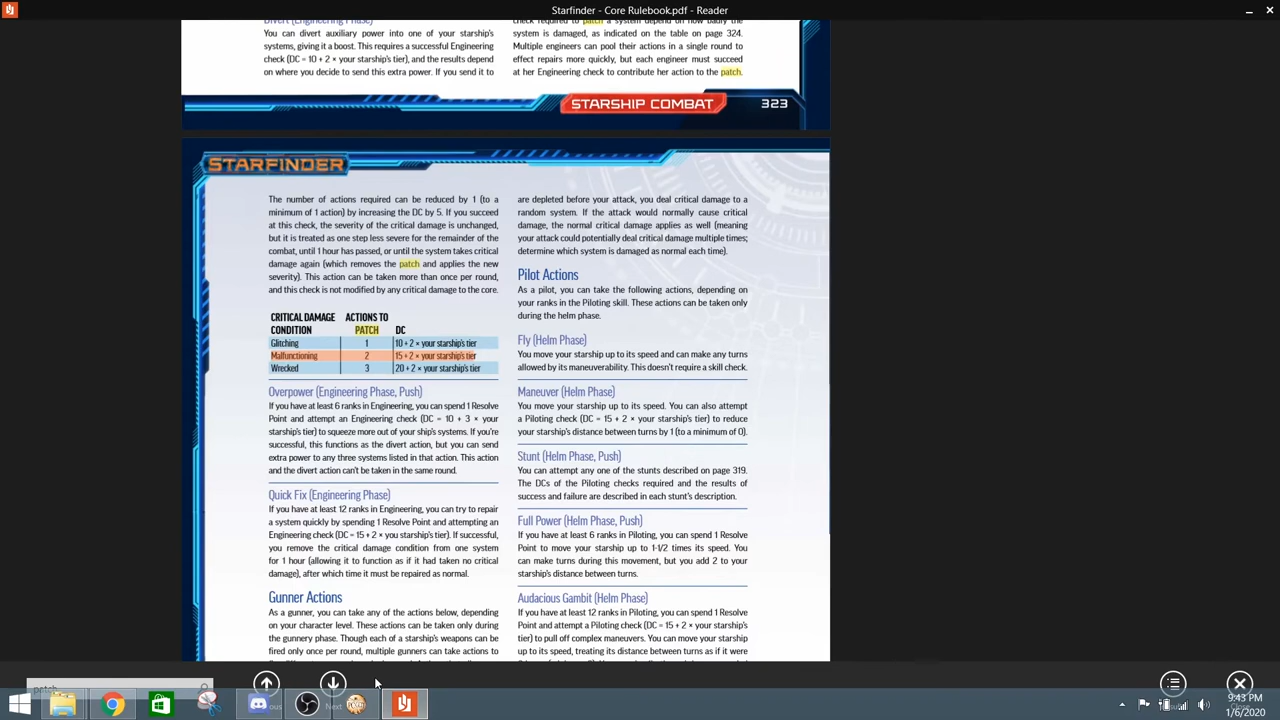 Starfinder - Core Rulebook.pdf - Reader
Divert (Engineering Phase)
You can divert auxiliary power into one of your starship's
systems, giving it a boost. This requires a successful Engineering
check (DC = 10 + 2 × your starship's tier), and the results depend
on where you decide to send this extra power. If you send it to
check required to patch a system depend on how badly the
system is damaged, as indicated on the table on page 324.
Multiple engineers can pool their actions in a single round to
effect repairs more quickly, but each engineer must succeed
at her Engineering check to contribute her action to the patch.
STARSHIP COMBAT
323
STARFINDER
The number of actions required can be reduced by 1 (to a
minimum of 1 action) by increasing the DC by 5. If you succeed
at this check, the severity of the critical damage is unchanged,
but it is treated as one step less severe for the remainder of the
combat, until 1 hour has passed, or until the system takes critical
damage again (which removes the patch and applies the new
severity). This action can be taken more than once per round,
and this check is not modified by any critical damage to the core.
CRITICAL DAMAGE ACTIONS TO
CONDITION PATCH DC
Glitching 1 10 + 2 × your starship's tier
Malfunctioning 2 15 + 2 × your starship's tier
Wrecked 3 20 + 2 × your starship's tier
Overpower (Engineering Phase, Push)
If you have at least 6 ranks in Engineering, you can spend 1 Resolve
Point and attempt an Engineering check (DC = 10 + 3 × your
starship's tier) to squeeze more out of your ship's systems. If you're
successful, this functions as the divert action, but you can send
extra power to any three systems listed in that action. This action
and the divert action can't be taken in the same round.
Quick Fix (Engineering Phase)
If you have at least 12 ranks in Engineering, you can try to repair
a system quickly by spending 1 Resolve Point and attempting an
Engineering check (DC = 15 + 2 × you starship's tier). If successful,
you remove the critical damage condition from one system
for 1 hour (allowing it to function as if it had taken no critical
damage), after which time it must be repaired as normal.
Gunner Actions
As a gunner, you can take any of the actions below, depending
on your character level. These actions can be taken only during
the gunnery phase. Though each of a starship's weapons can be
fired only once per round, multiple gunners can take actions to
are depleted before your attack, you deal critical damage to a
random system. If the attack would normally cause critical
damage, the normal critical damage applies as well (meaning
your attack could potentially deal critical damage multiple times;
determine which system is damaged as normal each time).
Pilot Actions
As a pilot, you can take the following actions, depending on
your ranks in the Piloting skill. These actions can be taken only
during the helm phase.
Fly (Helm Phase)
You move your starship up to its speed and can make any turns
allowed by its maneuverability. This doesn't require a skill check.
Maneuver (Helm Phase)
You move your starship up to its speed. You can also attempt
a Piloting check (DC = 15 + 2 × your starship's tier) to reduce
your starship's distance between turns by 1 (to a minimum of 0).
Stunt (Helm Phase, Push)
You can attempt any one of the stunts described on page 319.
The DCs of the Piloting checks required and the results of
success and failure are described in each stunt's description.
Full Power (Helm Phase, Push)
If you have at least 6 ranks in Piloting, you can spend 1 Resolve
Point to move your starship up to 1-1/2 times its speed. You
can make turns during this movement, but you add 2 to your
starship's distance between turns.
Audacious Gambit (Helm Phase)
If you have at least 12 ranks in Piloting, you can spend 1 Resolve
Point and attempt a Piloting check (DC = 15 + 2 × your starship's
tier) to pull off complex maneuvers. You can move your starship
up to its speed, treating its distance between turns as if it were
patch
Next
Close
9:43 PM
1/6/2020